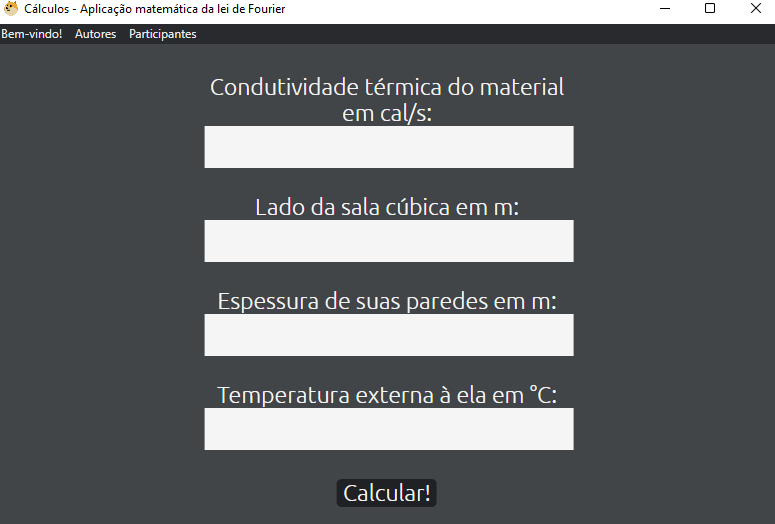 Cálculos - Aplicação matemática da lei de Fourier
Bem-vindo! Autores Participantes
Condutividade térmica do material
em cal/s:
Lado da sala cúbica em m:
Espessura de suas paredes em m:
Temperatura externa à ela em °C:
Calcular!